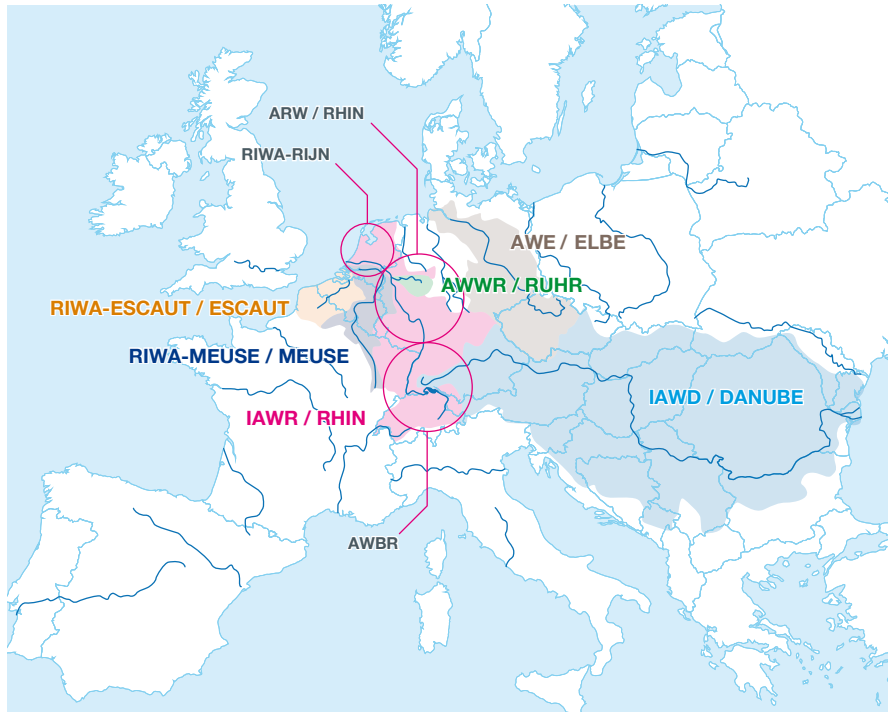 ARW / RHIN
RIWA-RIJN
AWE / ELBE
AWWR / RUHR
RIWA-ESCAUT / ESCAUT
RIWA-MEUSE / MEUSE
IAWD / DANUBE
IAWR / RHIN
AWBR